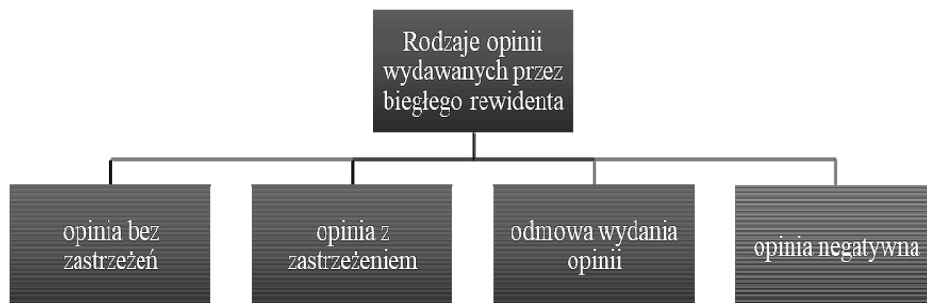 Rodzaje opinii
wydawanych przez
biegłego rewidenta
opinia bez
zastrzeżeń
opinia z
zastrzeżeniem
odmowa wydania
opinii
opinia negatywna